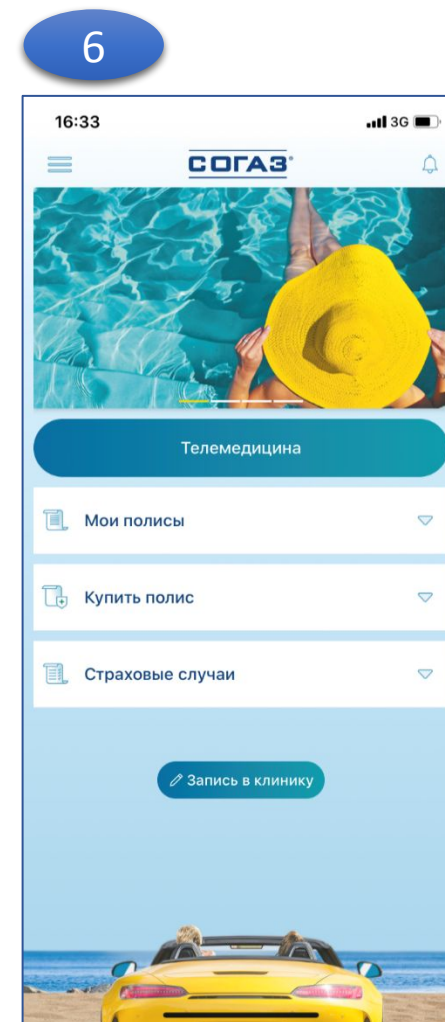 6
16:33
3G
СОГАЗ
Телемедицина
Мои полисы
Купить полис
Страховые случаи
Запись в клинику